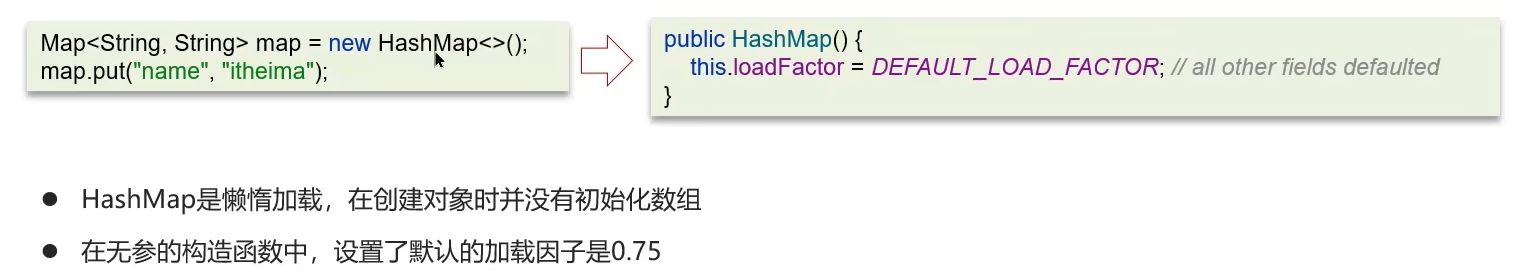 Map<String, String> map = new HashMap<>();
map.put("name", "itheima");
public HashMap() {
this.loadFactor = DEFAULT_LOAD_FACTOR; // all other fields defaulted
}
● HashMap是懒惰加载，在创建对象时并没有初始化数组
● 在无参的构造函数中，设置了默认的加载因子是0.75